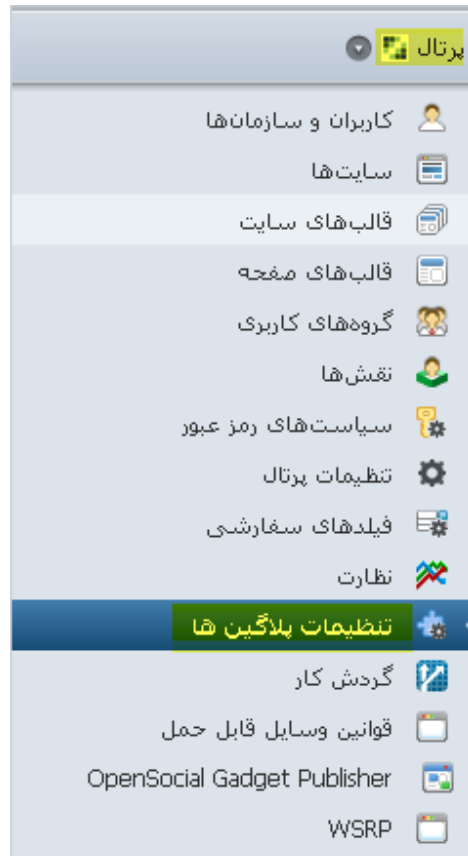 پرتال
کاربران و سازمان‌ها
سایت‌ها
قالب‌های سایت
قالب‌های صفحه
گروه‌های کاربری
نقش‌ها
سیاست‌های رمز عبور
تنظیمات پرتال
فیلدهای سفارشی
نظارت
تنظیمات پلاگین ها
گردش کار
قوانین وسایل قابل حمل
OpenSocial Gadget Publisher
WSRP